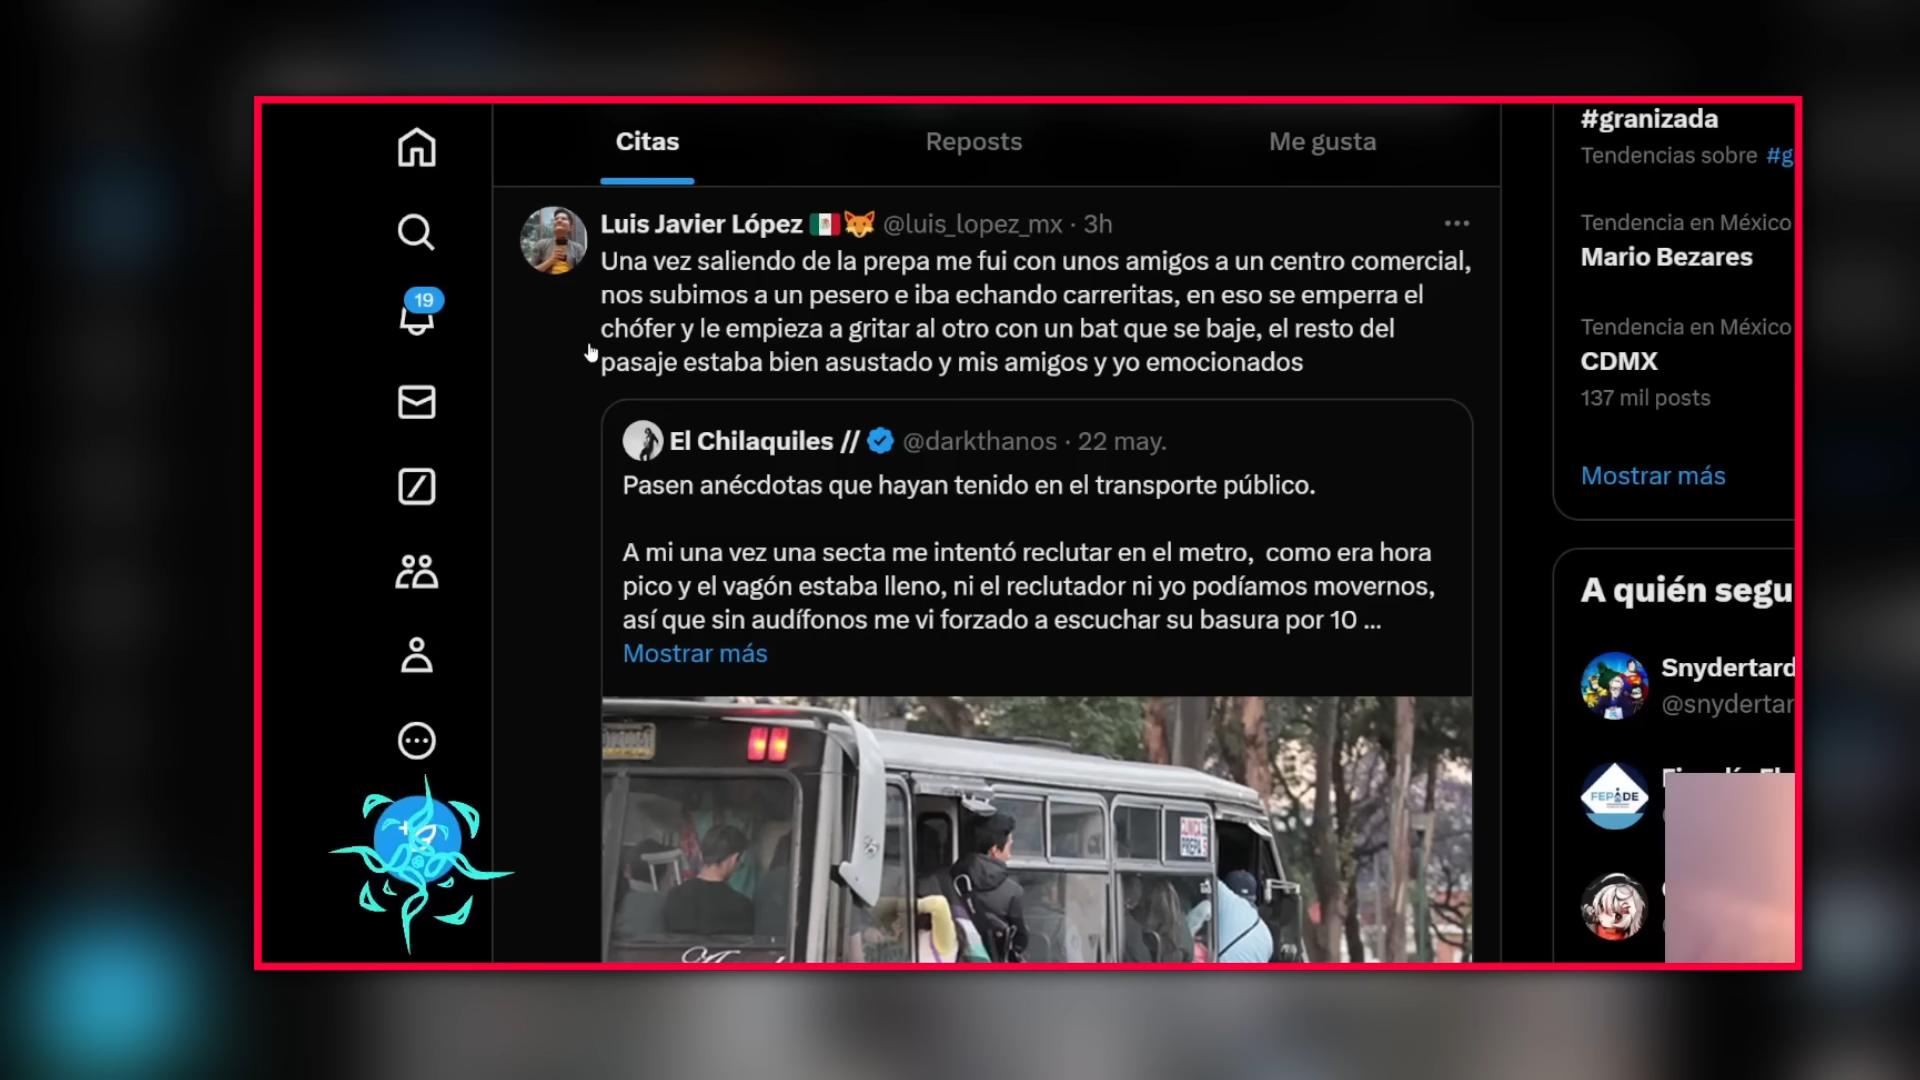 Citas
Reposts
Me gusta
Luis Javier López 🇲🇽🦊 @luis_lopez_mx · 3h
Una vez saliendo de la prepa me fui con unos amigos a un centro comercial,
nos subimos a un pesero e iba echando carreritas, en eso se emperra el
chófer y le empieza a gritar al otro con un bat que se baje, el resto del
pasaje estaba bien asustado y mis amigos y yo emocionados
El Chilaquiles // @darkthanos · 22 may.
Pasen anécdotas que hayan tenido en el transporte público.
A mi una vez una secta me intentó reclutar en el metro,  como era hora
pico y el vagón estaba lleno, ni el reclutador ni yo podíamos movernos,
así que sin audífonos me vi forzado a escuchar su basura por 10 ...
Mostrar más
CLINICA
PREPA
19
#granizada
Tendencias sobre #g
Tendencia en México
Mario Bezares
Tendencia en México
CDMX
137 mil posts
Mostrar más
A quién segu
Snydertard
@snydertar
FEPADE